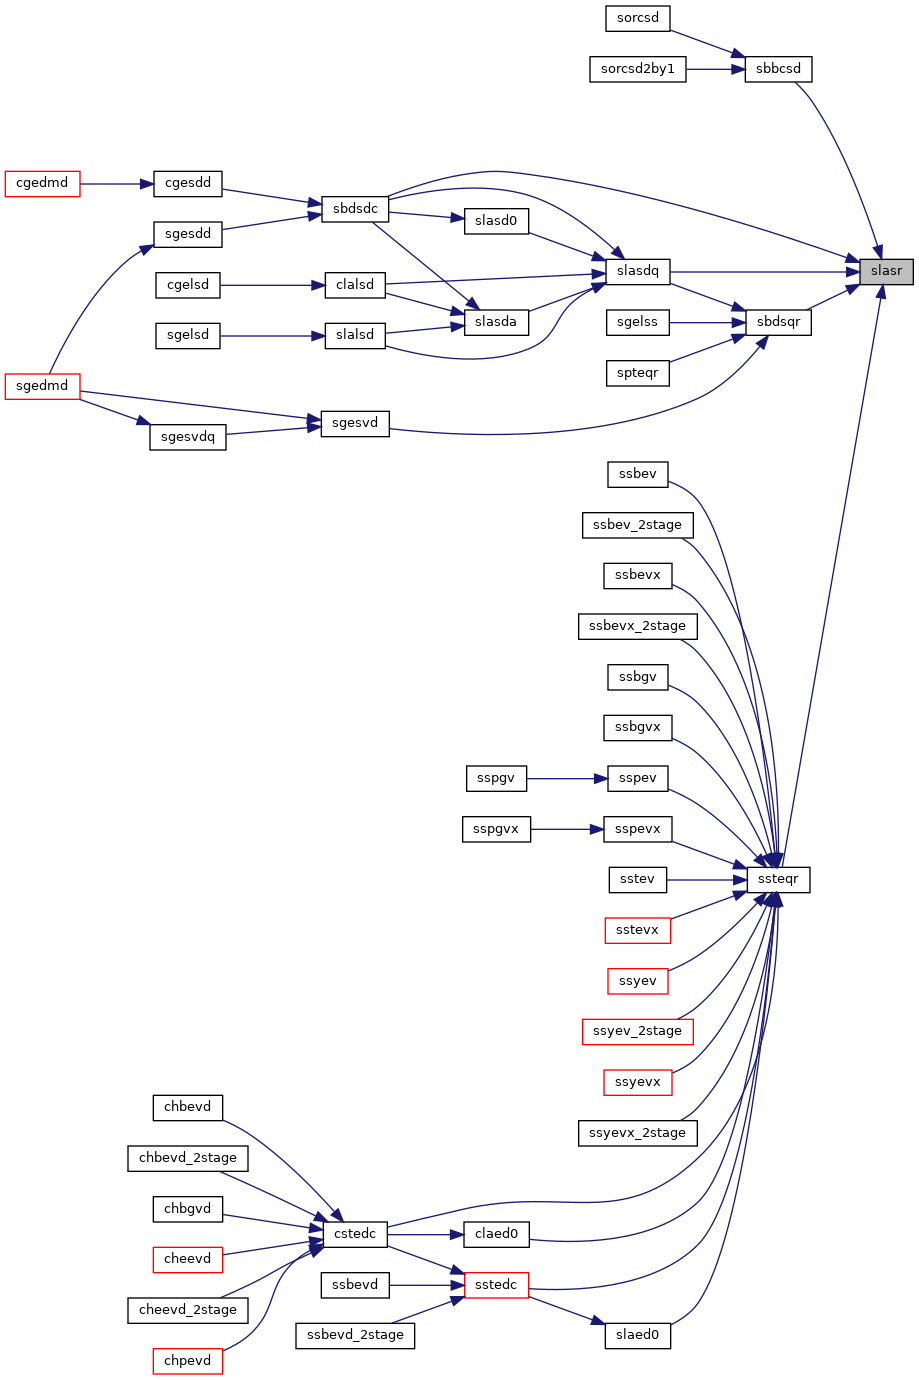 sorcsd
sorcsd2by1
sbbcsd
cgedmd
cgesdd
sbdsdc
slasd0
sgesdd
slasdq
slasr
cgelsd
clalsd
slasda
sgelss
sbdsqr
sgelsd
slalsd
spteqr
sgedmd
sgesvd
sgesvdq
ssbev
ssbev_2stage
ssbevx
ssbevx_2stage
ssbgv
ssbgvx
sspgv
sspev
sspgvx
sspevx
sstev
ssteqr
sstevx
ssyev
ssyev_2stage
ssyevx
chbevd
ssyevx_2stage
chbevd_2stage
chbgvd
cstedc
claed0
cheevd
ssbevd
sstedc
cheevd_2stage
ssbevd_2stage
slaed0
chpevd